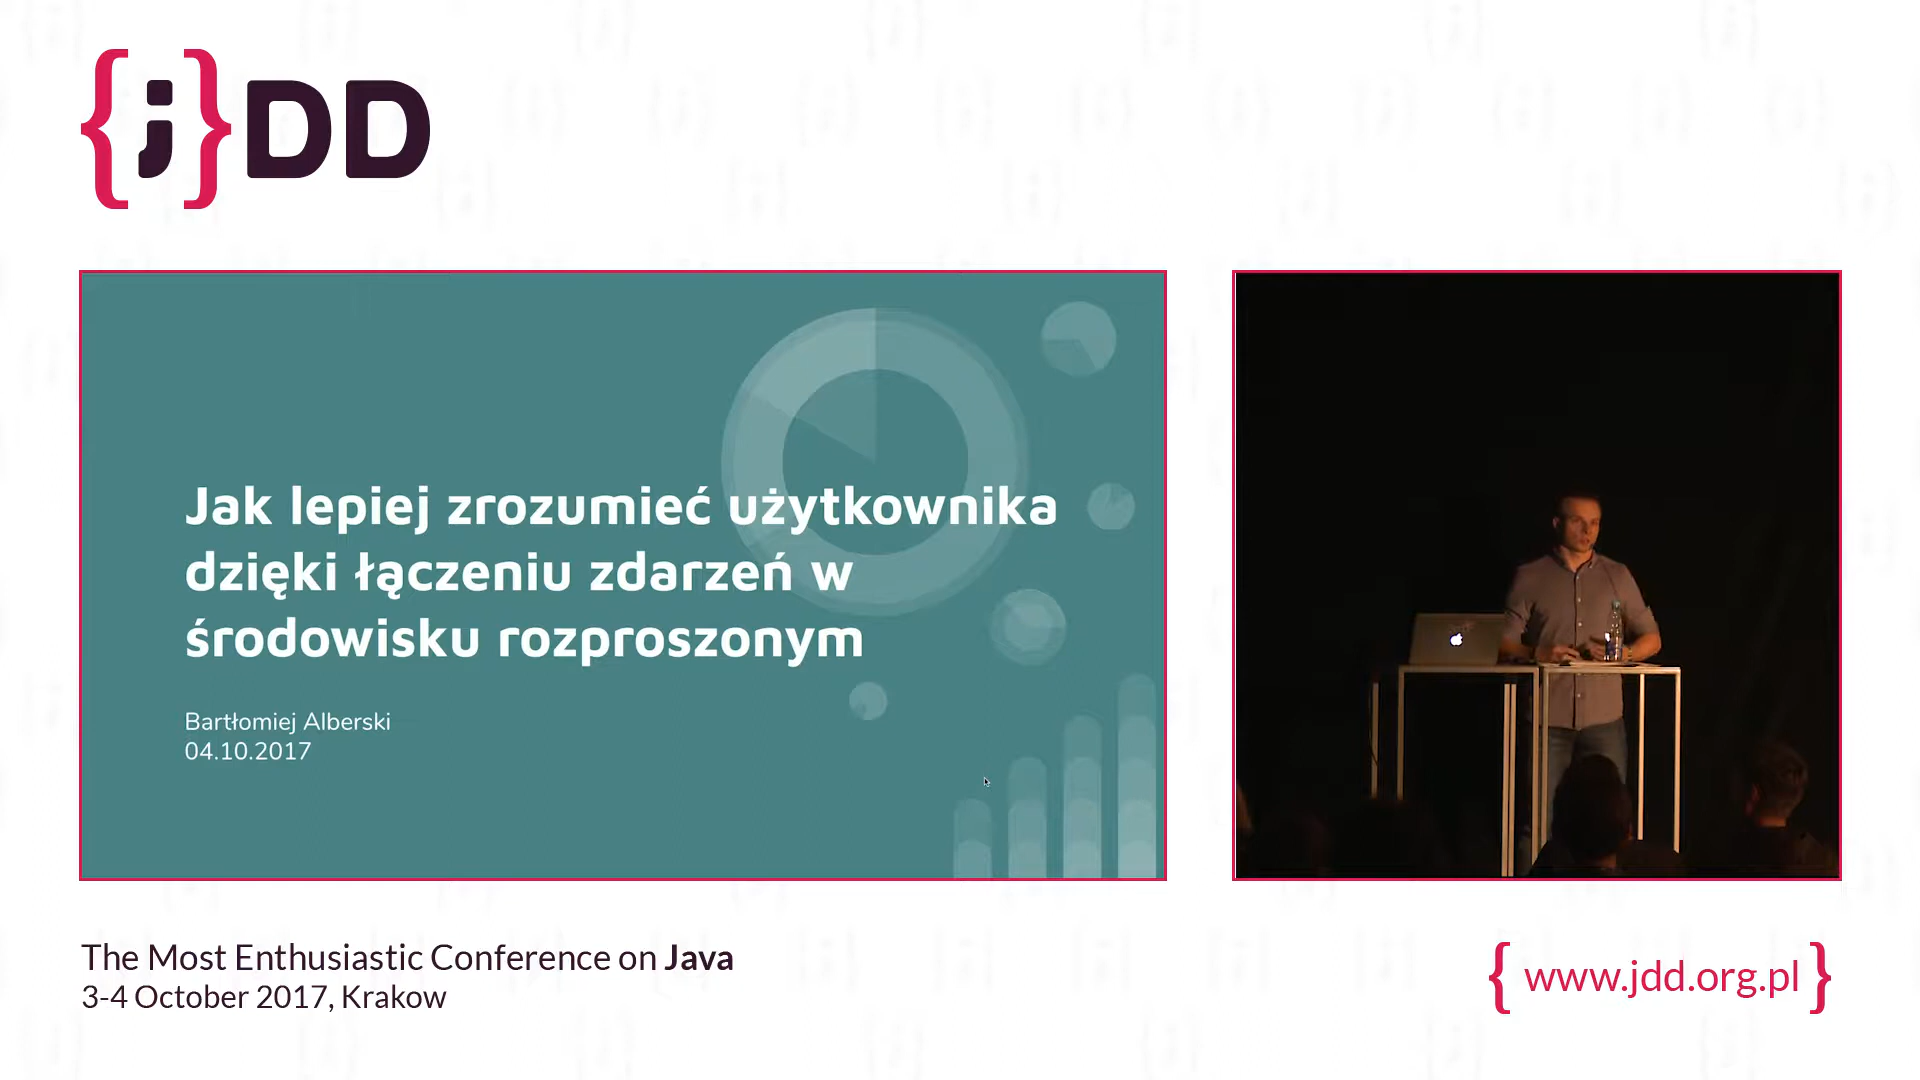 {;}DD
Jak lepiej zrozumieć użytkownika
dzięki łączeniu zdarzeń w
środowisku rozproszonym
Bartłomiej Alberski
04.10.2017
The Most Enthusiastic Conference on Java
3-4 October 2017, Krakow
{ www.jdd.org.pl }